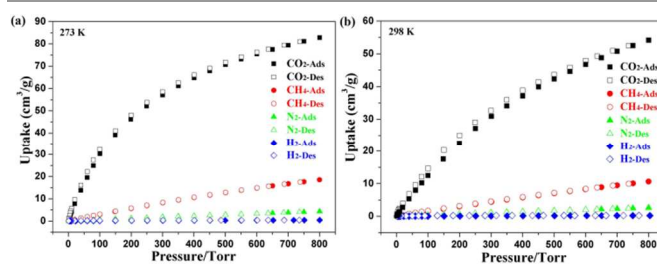 (a)
273 K
Uptake (cm³/g)
90
80
70
60
50
40
30
20
10
0
CO2-Ads
CO2-Des
CH4-Ads
CH4-Des
N2-Ads
N2-Des
H2-Ads
H2-Des
0 100 200 300 400 500 600 700 800
Pressure/Torr
(b)
298 K
Uptake (cm³/g)
60
50
40
30
20
10
0
CO2-Ads
CO2-Des
CH4-Ads
CH4-Des
N2-Ads
N2-Des
H2-Ads
H2-Des
0 100 200 300 400 500 600 700 800
Pressure/Torr